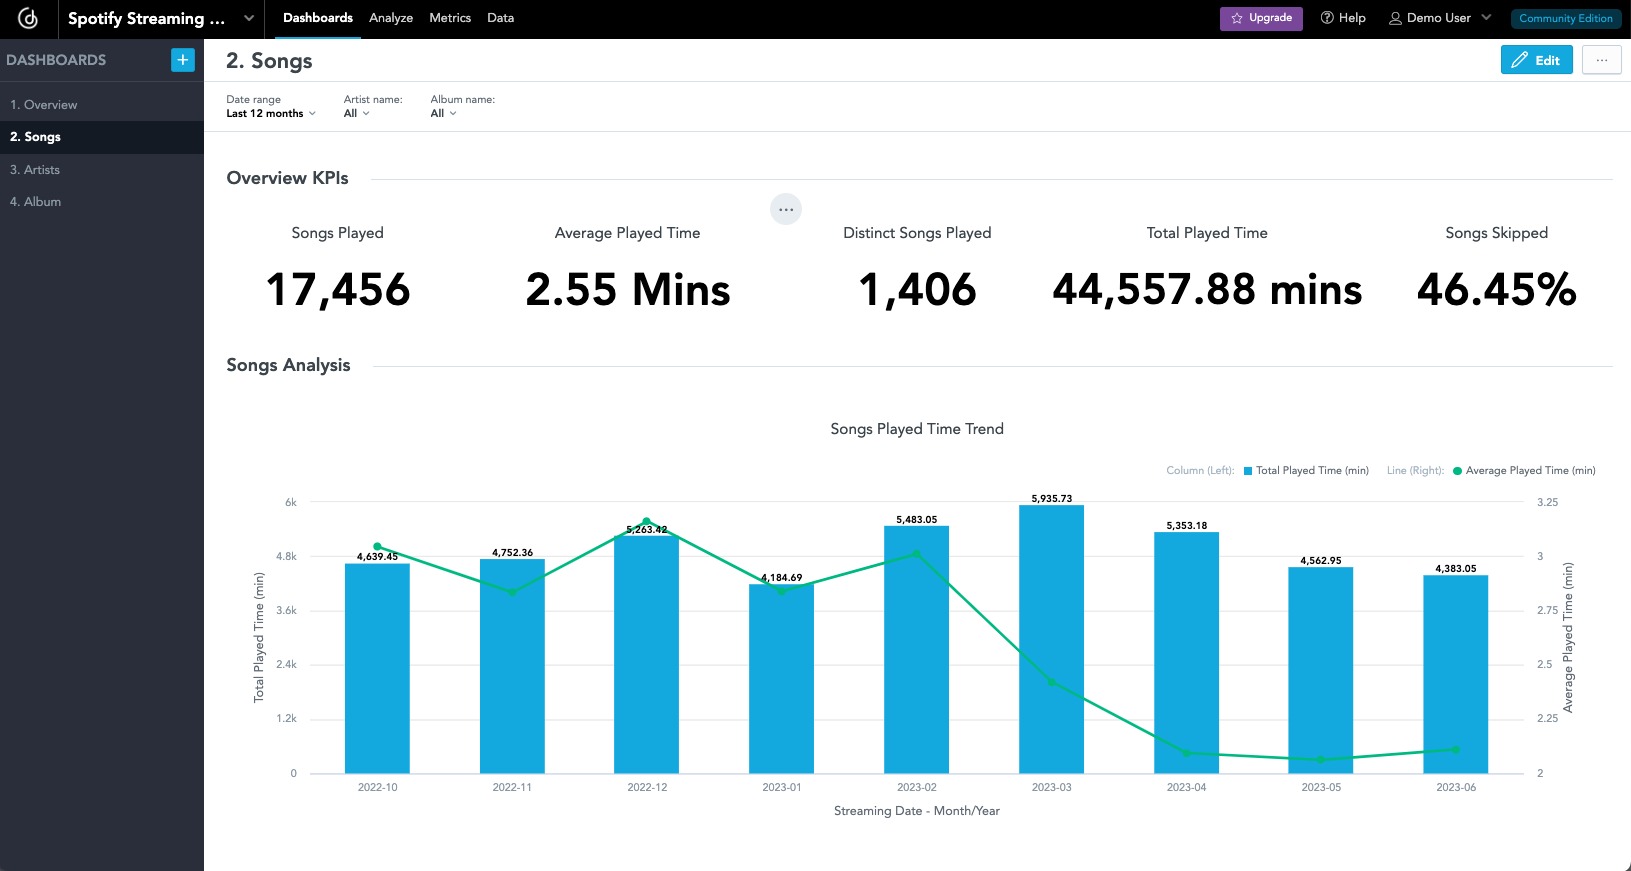 Spotify Streaming ...
Dashboards Analyze Metrics Data
Upgrade Help Demo User Community Edition
DASHBOARDS
+
1. Overview
2. Songs
3. Artists
4. Album
2. Songs
Edit ...
Date range Artist name: Album name:
Last 12 months All All
Overview KPIs
...
Songs Played Average Played Time Distinct Songs Played Total Played Time Songs Skipped
17,456 2.55 Mins 1,406 44,557.88 mins 46.45%
Songs Analysis
Songs Played Time Trend
Column (Left): Total Played Time (min) Line (Right): Average Played Time (min)
Total Played Time (min)
6k
4.8k
3.6k
2.4k
1.2k
0
4,639.45
4,752.36
5,263.42
4,184.69
5,483.05
5,935.73
5,353.18
4,562.95
4,383.05
3.25
3
2.75
2.5
2.25
2
Average Played Time (min)
2022-10 2022-11 2022-12 2023-01 2023-02 2023-03 2023-04 2023-05 2023-06
Streaming Date - Month/Year